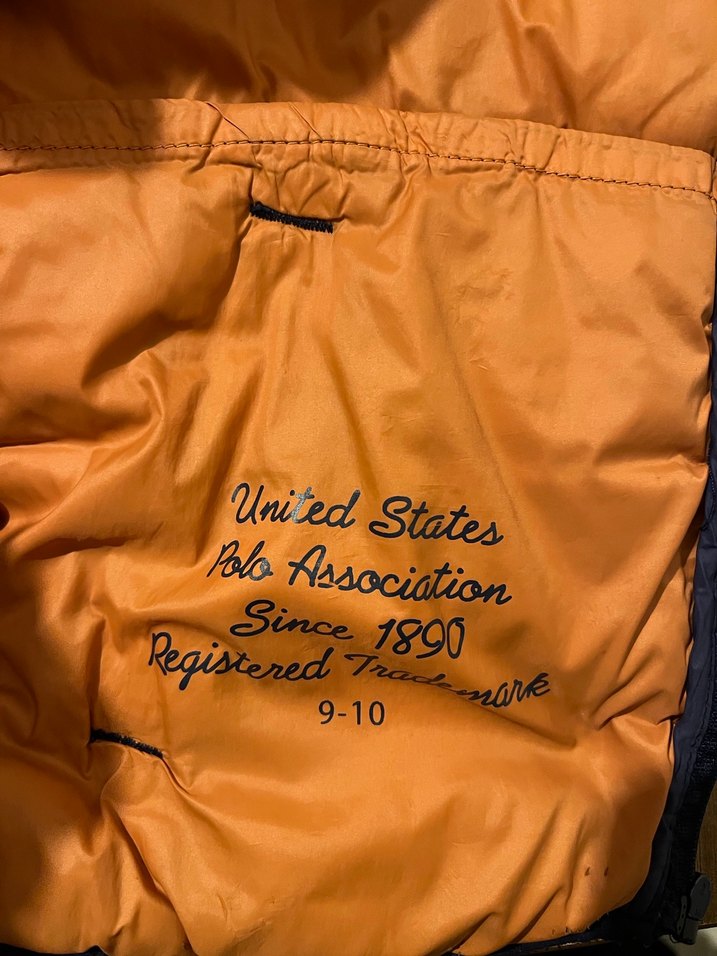 United States
Polo Association
Since 1890
Registered Trademark
9-10